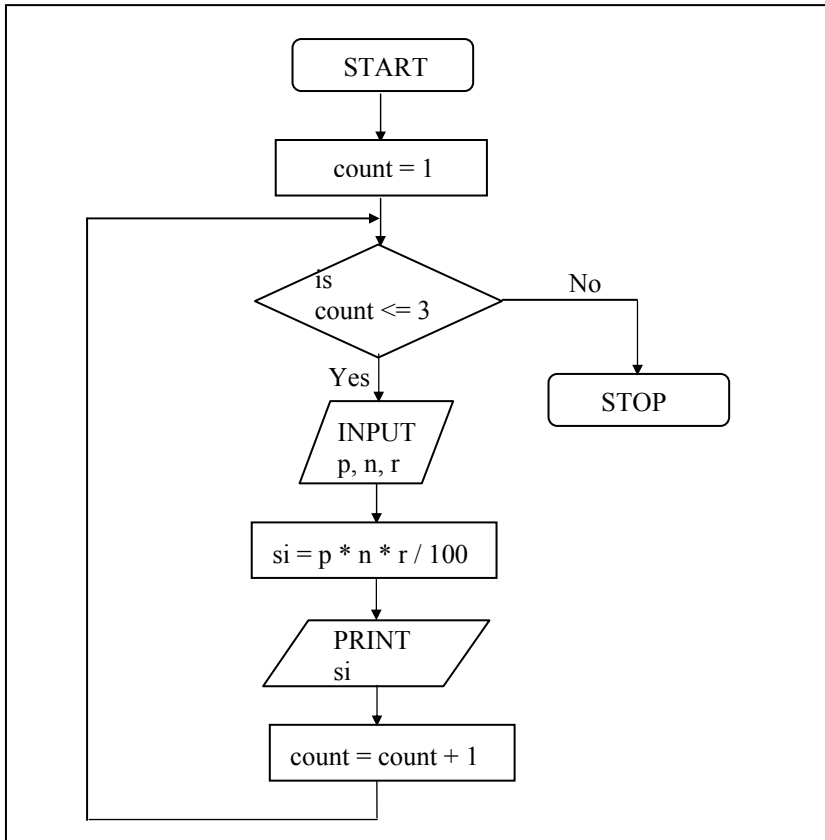 START
count = 1
is
count <= 3
No
Yes
STOP
INPUT
p, n, r
si = p * n * r / 100
PRINT
si
count = count + 1